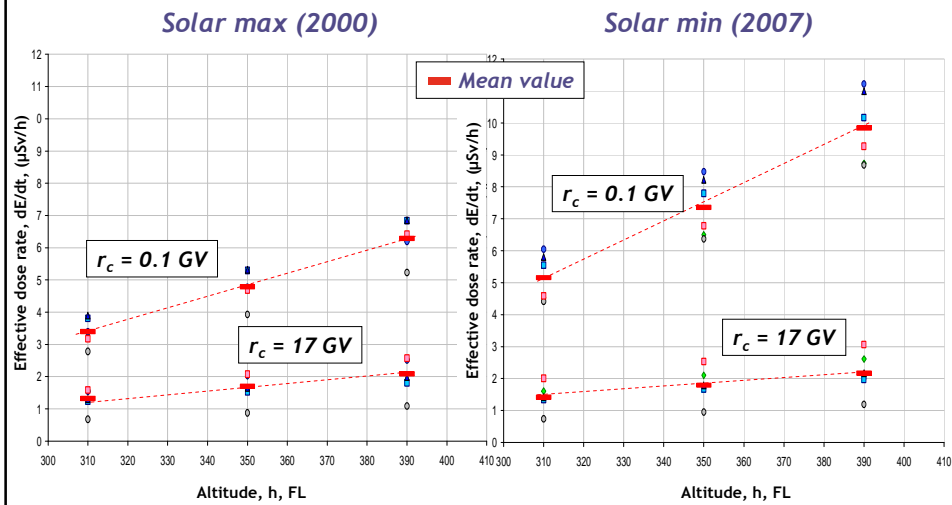 Solar max (2000)
Effective dose rate, dE/dt, (µSv/h)
12
11
0
9
8
7
6
5
4
3
2
1
0
r_c = 0.1 GV
r_c = 17 GV
300 310 320 330 340 350 360 370 380 390 400 410
Altitude, h, FL
Mean value
Solar min (2007)
Effective dose rate, dE/dt, (µSv/h)
12
11
10
9
8
7
6
5
4
3
2
1
0
r_c = 0.1 GV
r_c = 17 GV
300 310 320 330 340 350 360 370 380 390 400 410
Altitude, h, FL